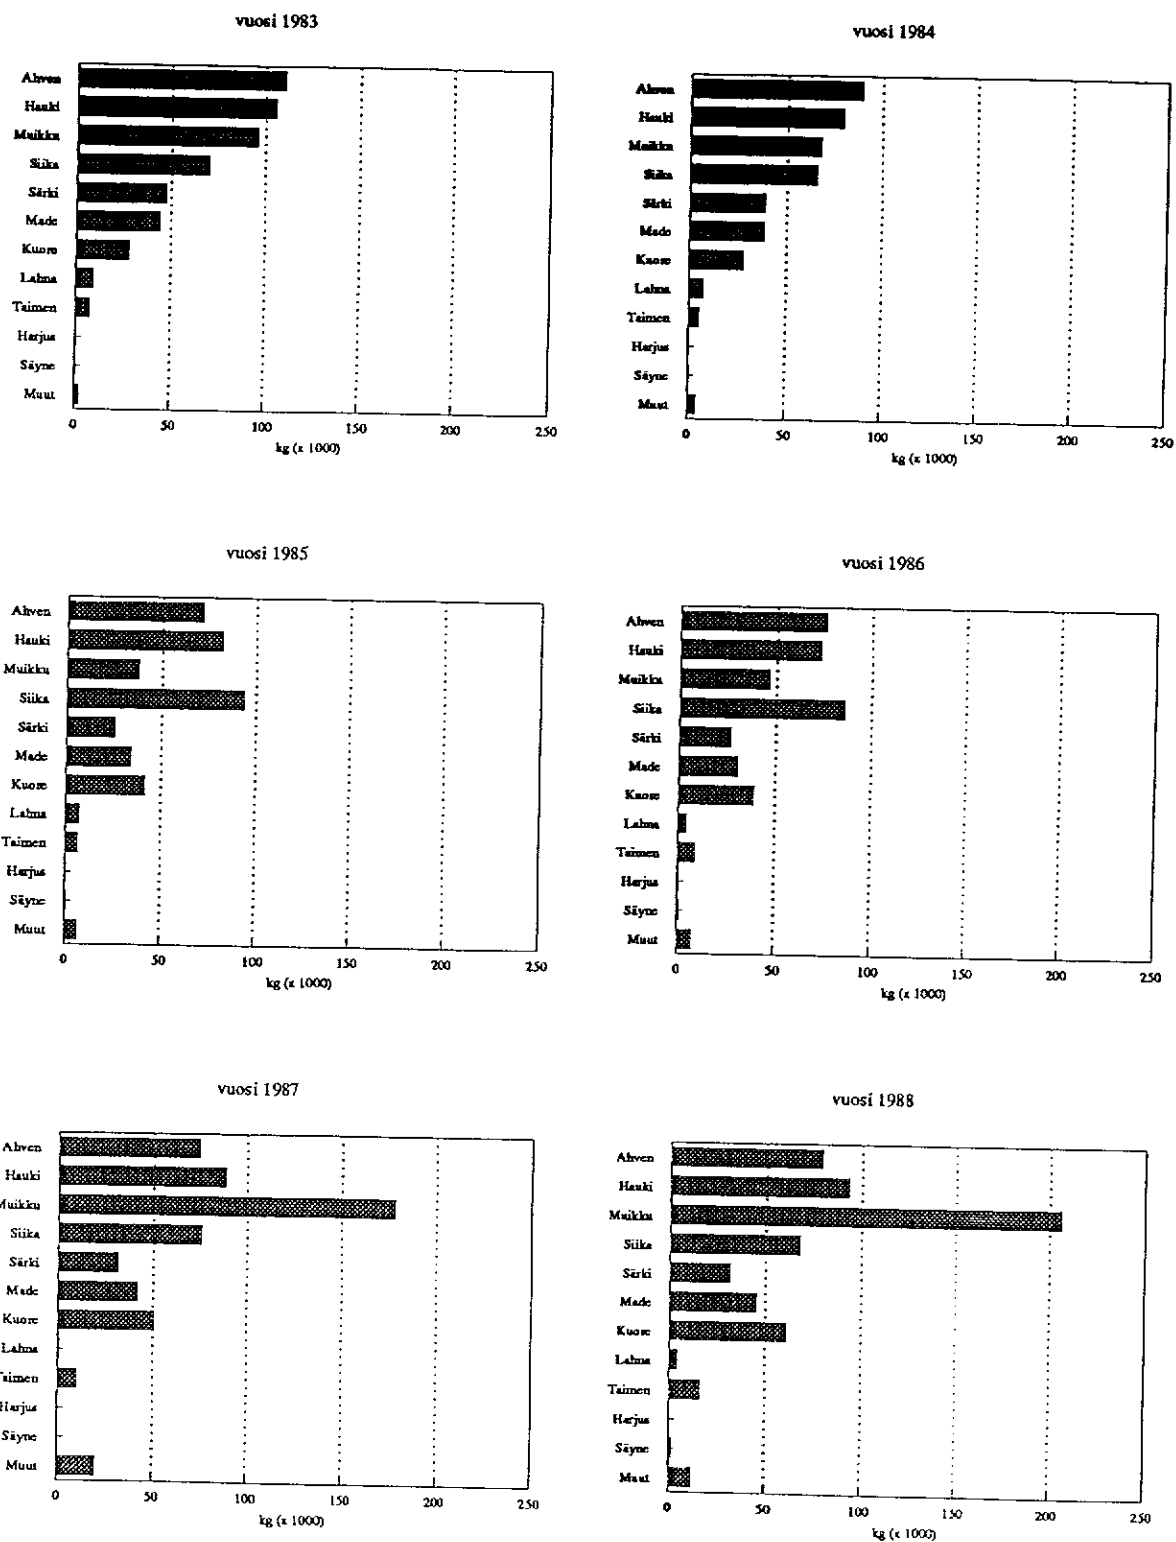 vuosi 1983
Ahven
Hauki
Muikku
Siika
Särki
Made
Kuore
Lahna
Taimen
Harjus
Säyne
Muut
0 50 100 150 200 250
kg (x 1000)
vuosi 1984
Ahven
Hauki
Muikku
Siika
Särki
Made
Kuore
Lahna
Taimen
Harjus
Säyne
Muut
0 50 100 150 200 250
kg (x 1000)
vuosi 1985
Ahven
Hauki
Muikku
Siika
Särki
Made
Kuore
Lahna
Taimen
Harjus
Säyne
Muut
0 50 100 150 200 250
kg (x 1000)
vuosi 1986
Ahven
Hauki
Muikku
Siika
Särki
Made
Kuore
Lahna
Taimen
Harjus
Säyne
Muut
0 50 100 150 200 250
kg (x 1000)
vuosi 1987
Ahven
Hauki
Muikku
Siika
Särki
Made
Kuore
Lahna
Taimen
Harjus
Säyne
Muut
0 50 100 150 200 250
kg (x 1000)
vuosi 1988
Ahven
Hauki
Muikku
Siika
Särki
Made
Kuore
Lahna
Taimen
Harjus
Säyne
Muut
0 50 100 150 200 250
kg (x 1000)